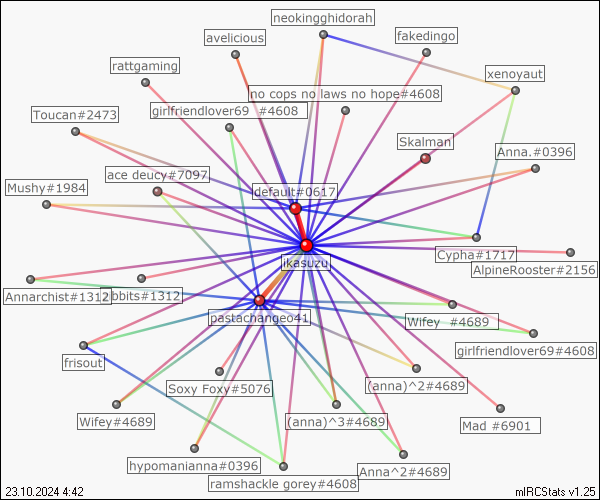 neokingghidorah
avelicious
fakedingo
rattgaming
xenoyaut
no cops no laws no hope#4608
girlfriendlover69 #4608
Toucan#2473
Skalman
Anna.#0396
ace deucy#7097
Mushy#1984
default#0617
Cypha#1717
ikasuzu
AlpineRooster#2156
Annarchist#1312
bbits#1312
pastachangeo41
Wifey #4689
girlfriendlover69#4608
frisout
Soxy Foxy#5076
(anna)^2#4689
Wifey#4689
(anna)^3#4689
Mad #6901
hypomanianna#0396
Anna^2#4689
ramshackle gorey#4608
23.10.2024 4:42
mIRCStats v1.25